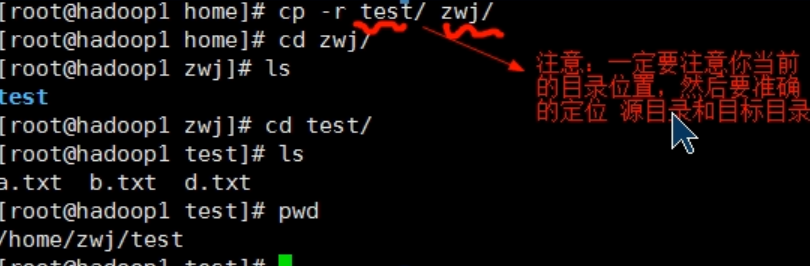 [root@hadoop1 home]# cp -r test/ zwj/
[root@hadoop1 home]# cd zwj/
[root@hadoop1 zwj]# ls
test
[root@hadoop1 zwj]# cd test/
[root@hadoop1 test]# ls
a.txt  b.txt  d.txt
[root@hadoop1 test]# pwd
/home/zwj/test
[root@hadoop1 test]#
注意：一定要注意你当前
的目录位置，然后要准确
的定位 源目录和目标目录